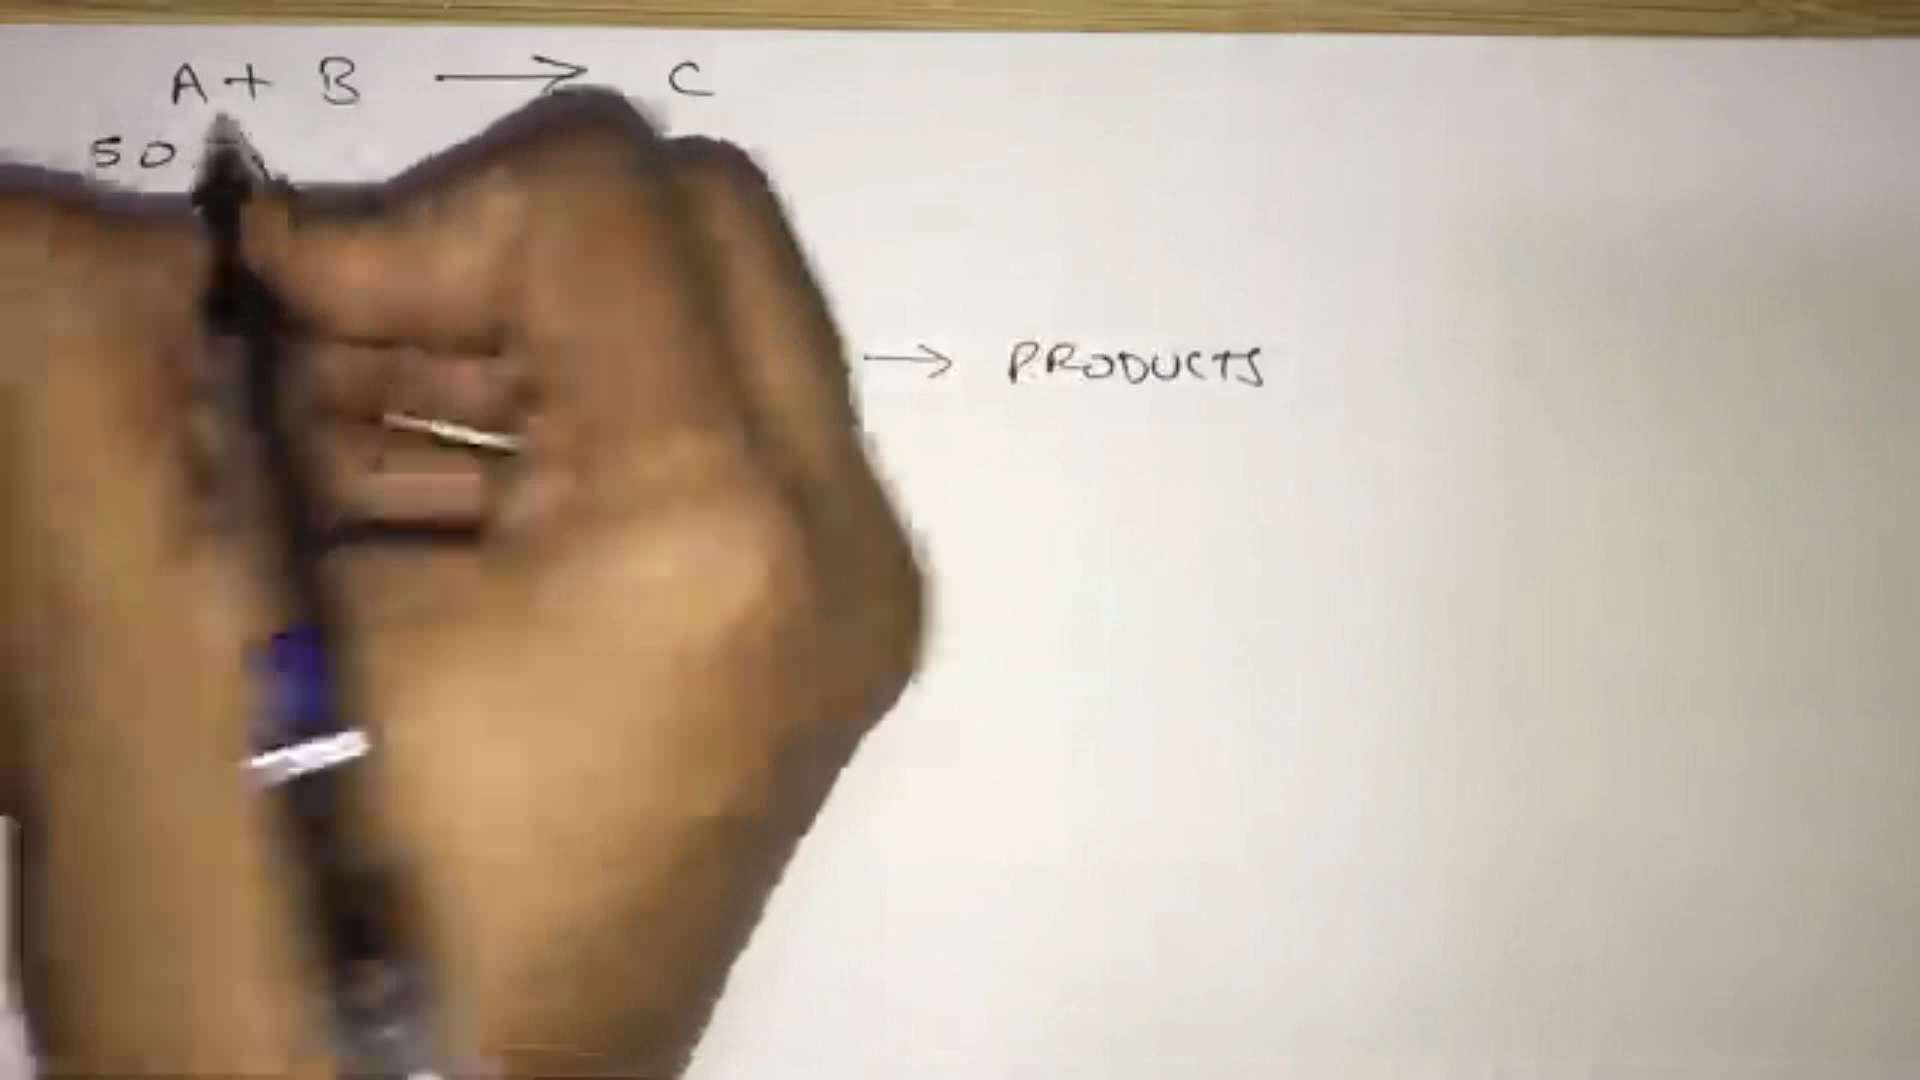 A + B → C
50
→ PRODUCTS